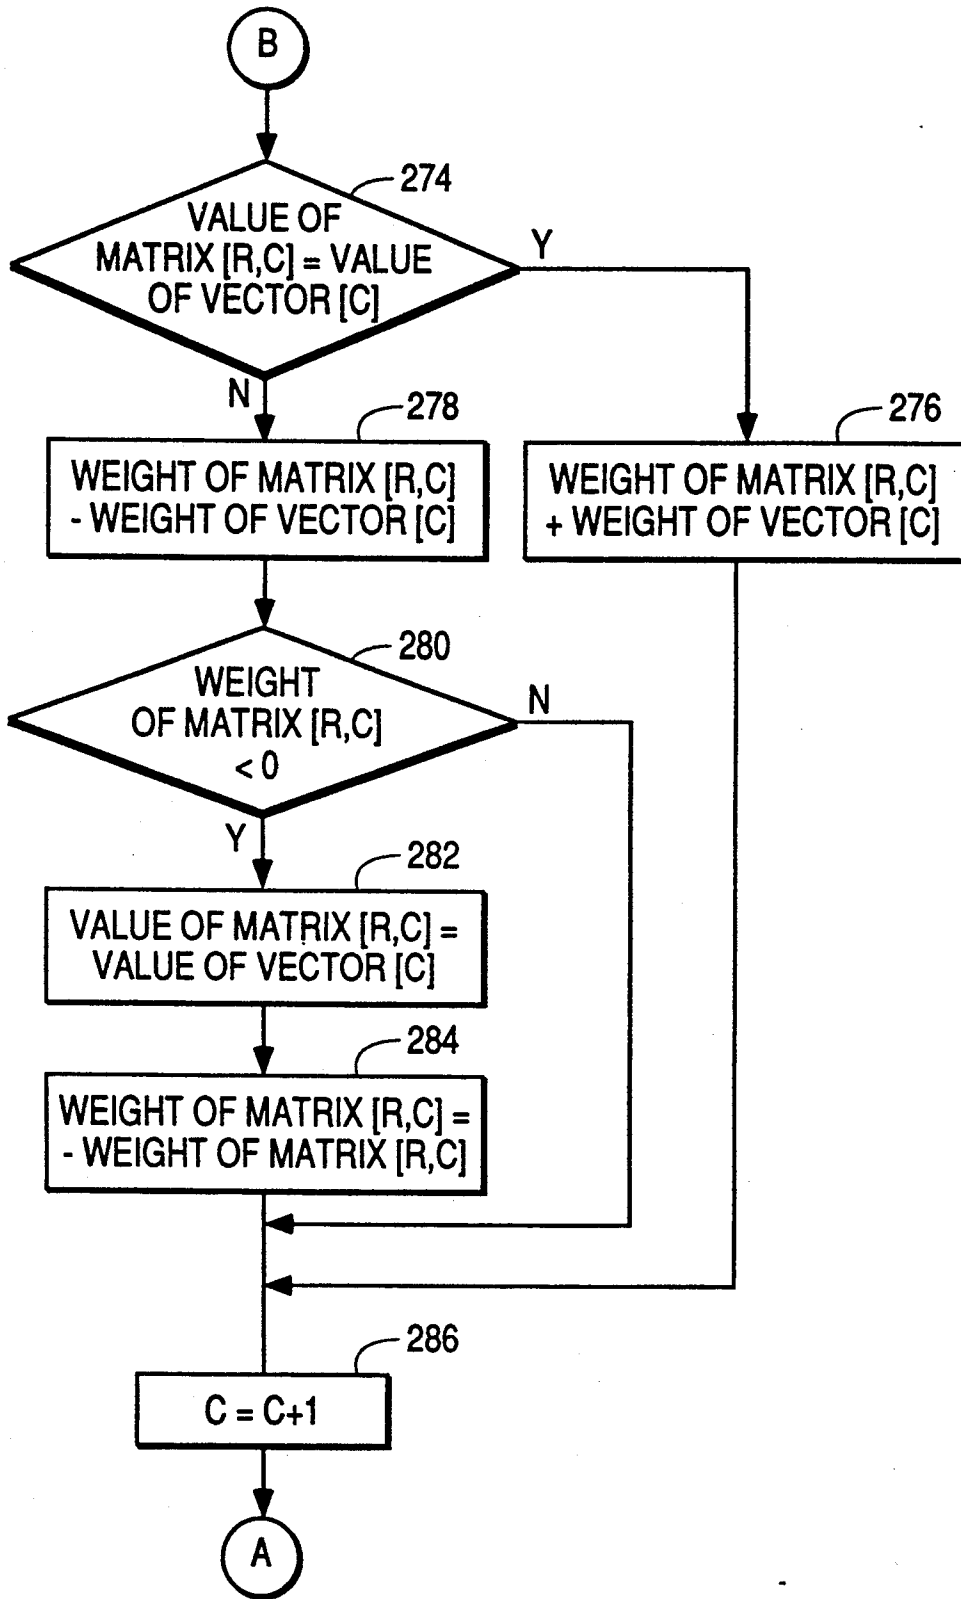 B
274
VALUE OF
MATRIX [R,C] = VALUE
OF VECTOR [C]
Y
N
278
WEIGHT OF MATRIX [R,C]
- WEIGHT OF VECTOR [C]
276
WEIGHT OF MATRIX [R,C]
+ WEIGHT OF VECTOR [C]
280
WEIGHT
OF MATRIX [R,C]
< 0
N
Y
282
VALUE OF MATRIX [R,C] =
VALUE OF VECTOR [C]
284
WEIGHT OF MATRIX [R,C] =
- WEIGHT OF MATRIX [R,C]
286
C = C+1
A